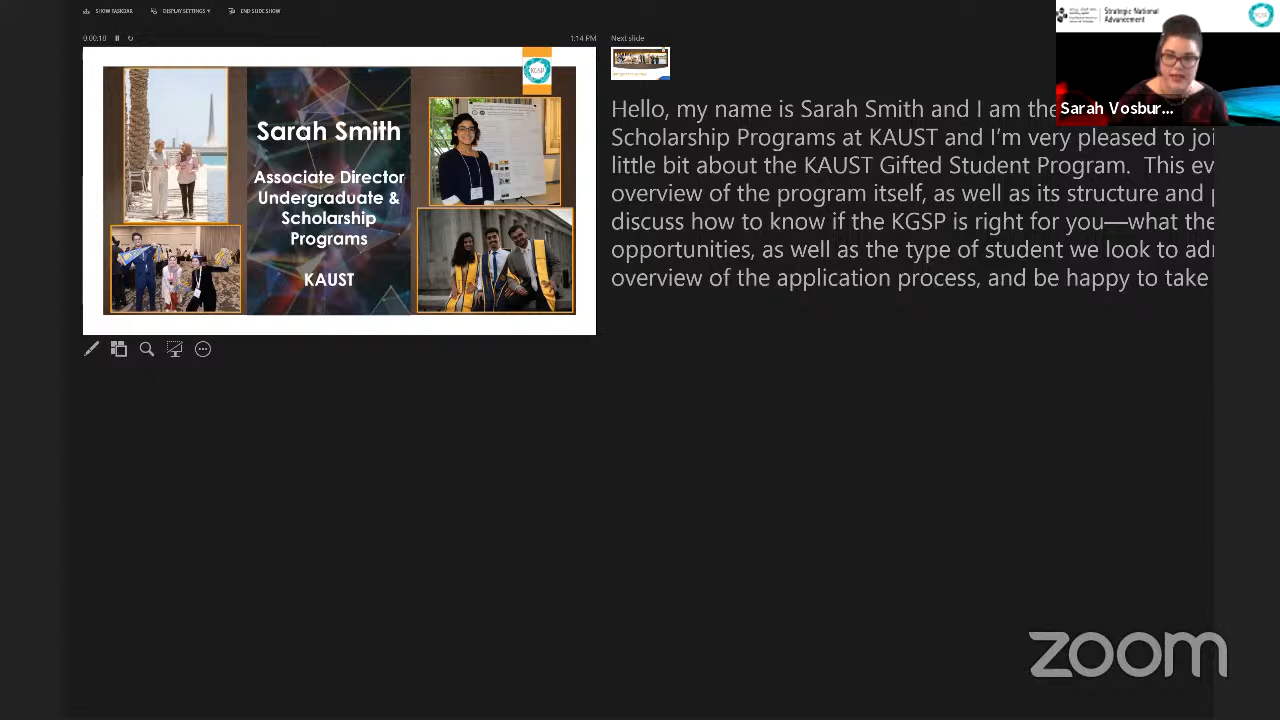 SHOW TASKBAR
DISPLAY SETTINGS ▾
END SLIDE SHOW
0:00:10
1:14 PM
Next slide
KGSP
Sarah Smith
Associate Director
Undergraduate &
Scholarship
Programs
KAUST
Hello, my name is Sarah Smith and I am the
Scholarship Programs at KAUST and I’m very pleased to joi
little bit about the KAUST Gifted Student Program. This ev
overview of the program itself, as well as its structure and p
discuss how to know if the KGSP is right for you—what the
opportunities, as well as the type of student we look to adr
overview of the application process, and be happy to take
Strategic National
Advancement
Sarah Vosbur...
zoom